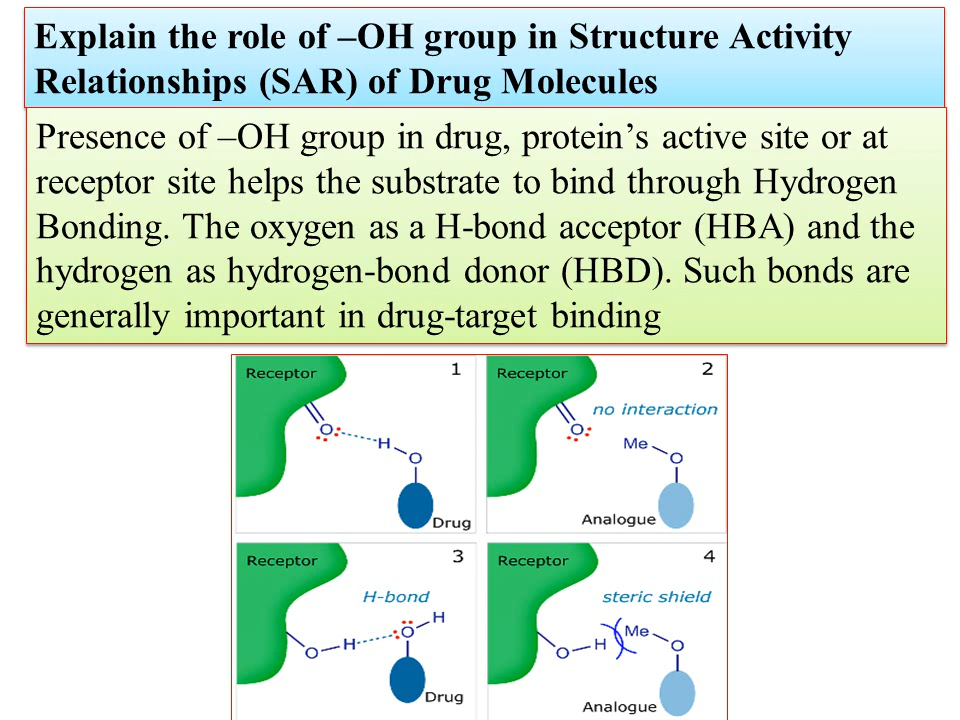 Explain the role of –OH group in Structure Activity
Relationships (SAR) of Drug Molecules
Presence of –OH group in drug, protein’s active site or at
receptor site helps the substrate to bind through Hydrogen
Bonding. The oxygen as a H-bond acceptor (HBA) and the
hydrogen as hydrogen-bond donor (HBD). Such bonds are
generally important in drug-target binding
Receptor 1
O
H
O
Drug
Receptor 2
no interaction
O
Me
O
Analogue
Receptor 3
H-bond
H
O
H
O
Drug
Receptor 4
steric shield
Me
H
O
O
Analogue